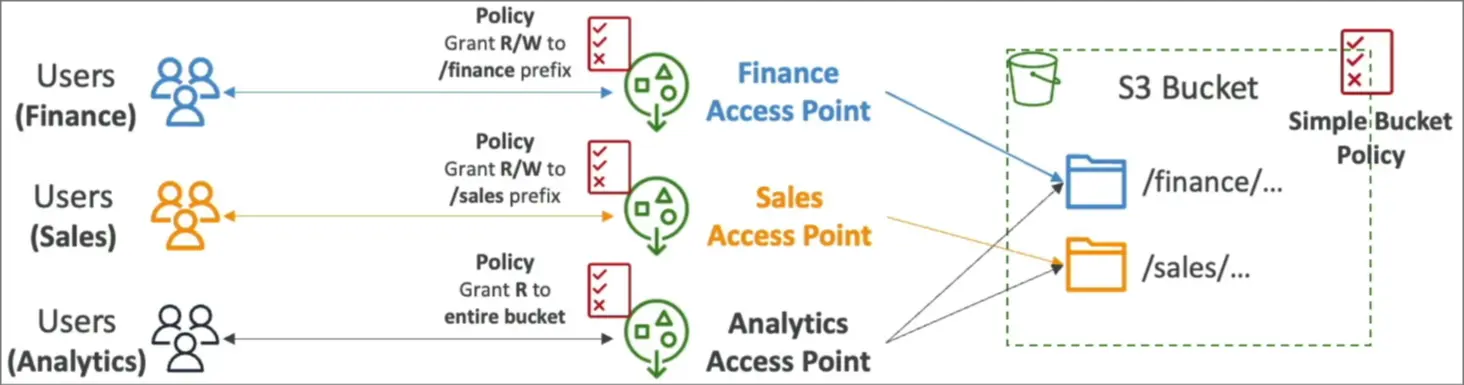 Users
(Finance)
Policy
Grant R/W to
/finance prefix
Finance
Access Point
Users
(Sales)
Policy
Grant R/W to
/sales prefix
Sales
Access Point
Users
(Analytics)
Policy
Grant R to
entire bucket
Analytics
Access Point
S3 Bucket
Simple Bucket
Policy
/finance/...
/sales/...